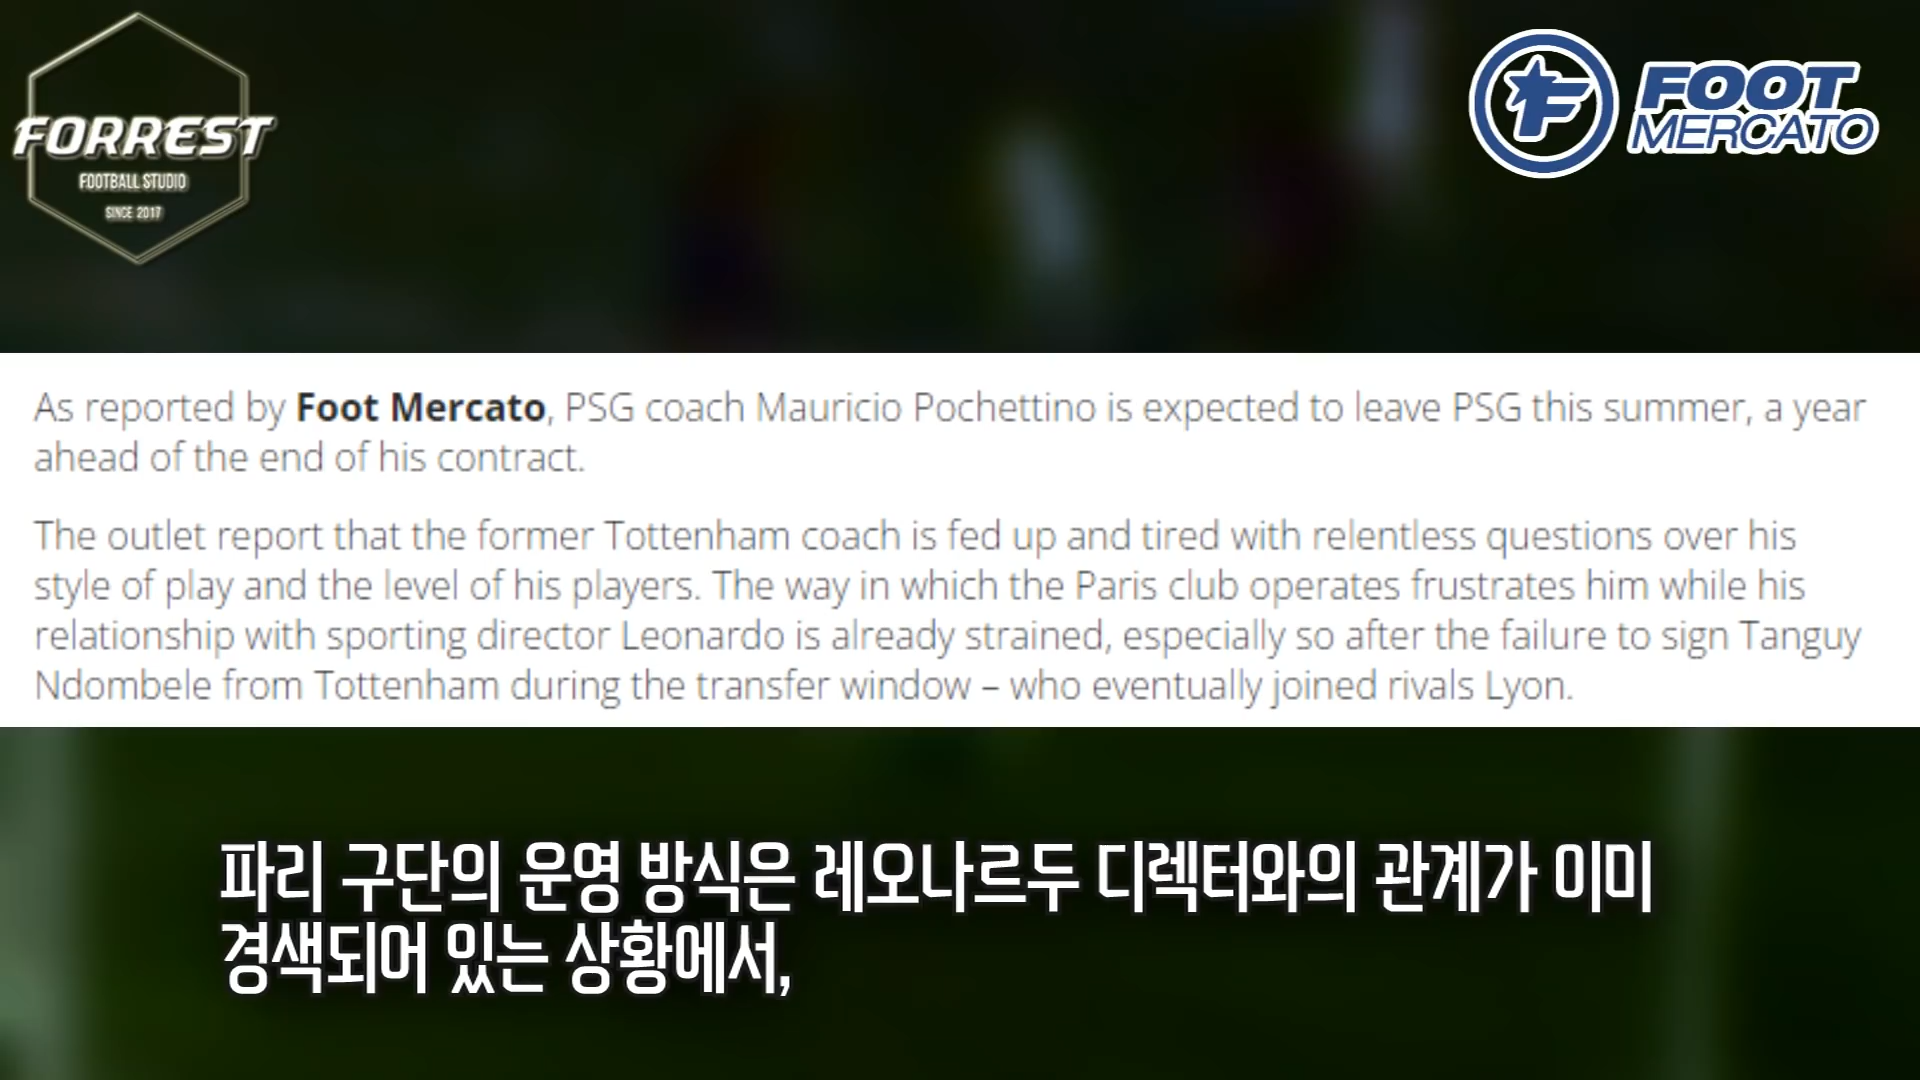 FORREST
FOOTBALL STUDIO
SINCE 2017
F
FOOT
MERCATO
As reported by Foot Mercato, PSG coach Mauricio Pochettino is expected to leave PSG this summer, a year
ahead of the end of his contract.
The outlet report that the former Tottenham coach is fed up and tired with relentless questions over his
style of play and the level of his players. The way in which the Paris club operates frustrates him while his
relationship with sporting director Leonardo is already strained, especially so after the failure to sign Tanguy
Ndombele from Tottenham during the transfer window – who eventually joined rivals Lyon.
파리 구단의 운영 방식은 레오나르두 디렉터와의 관계가 이미
경색되어 있는 상황에서,